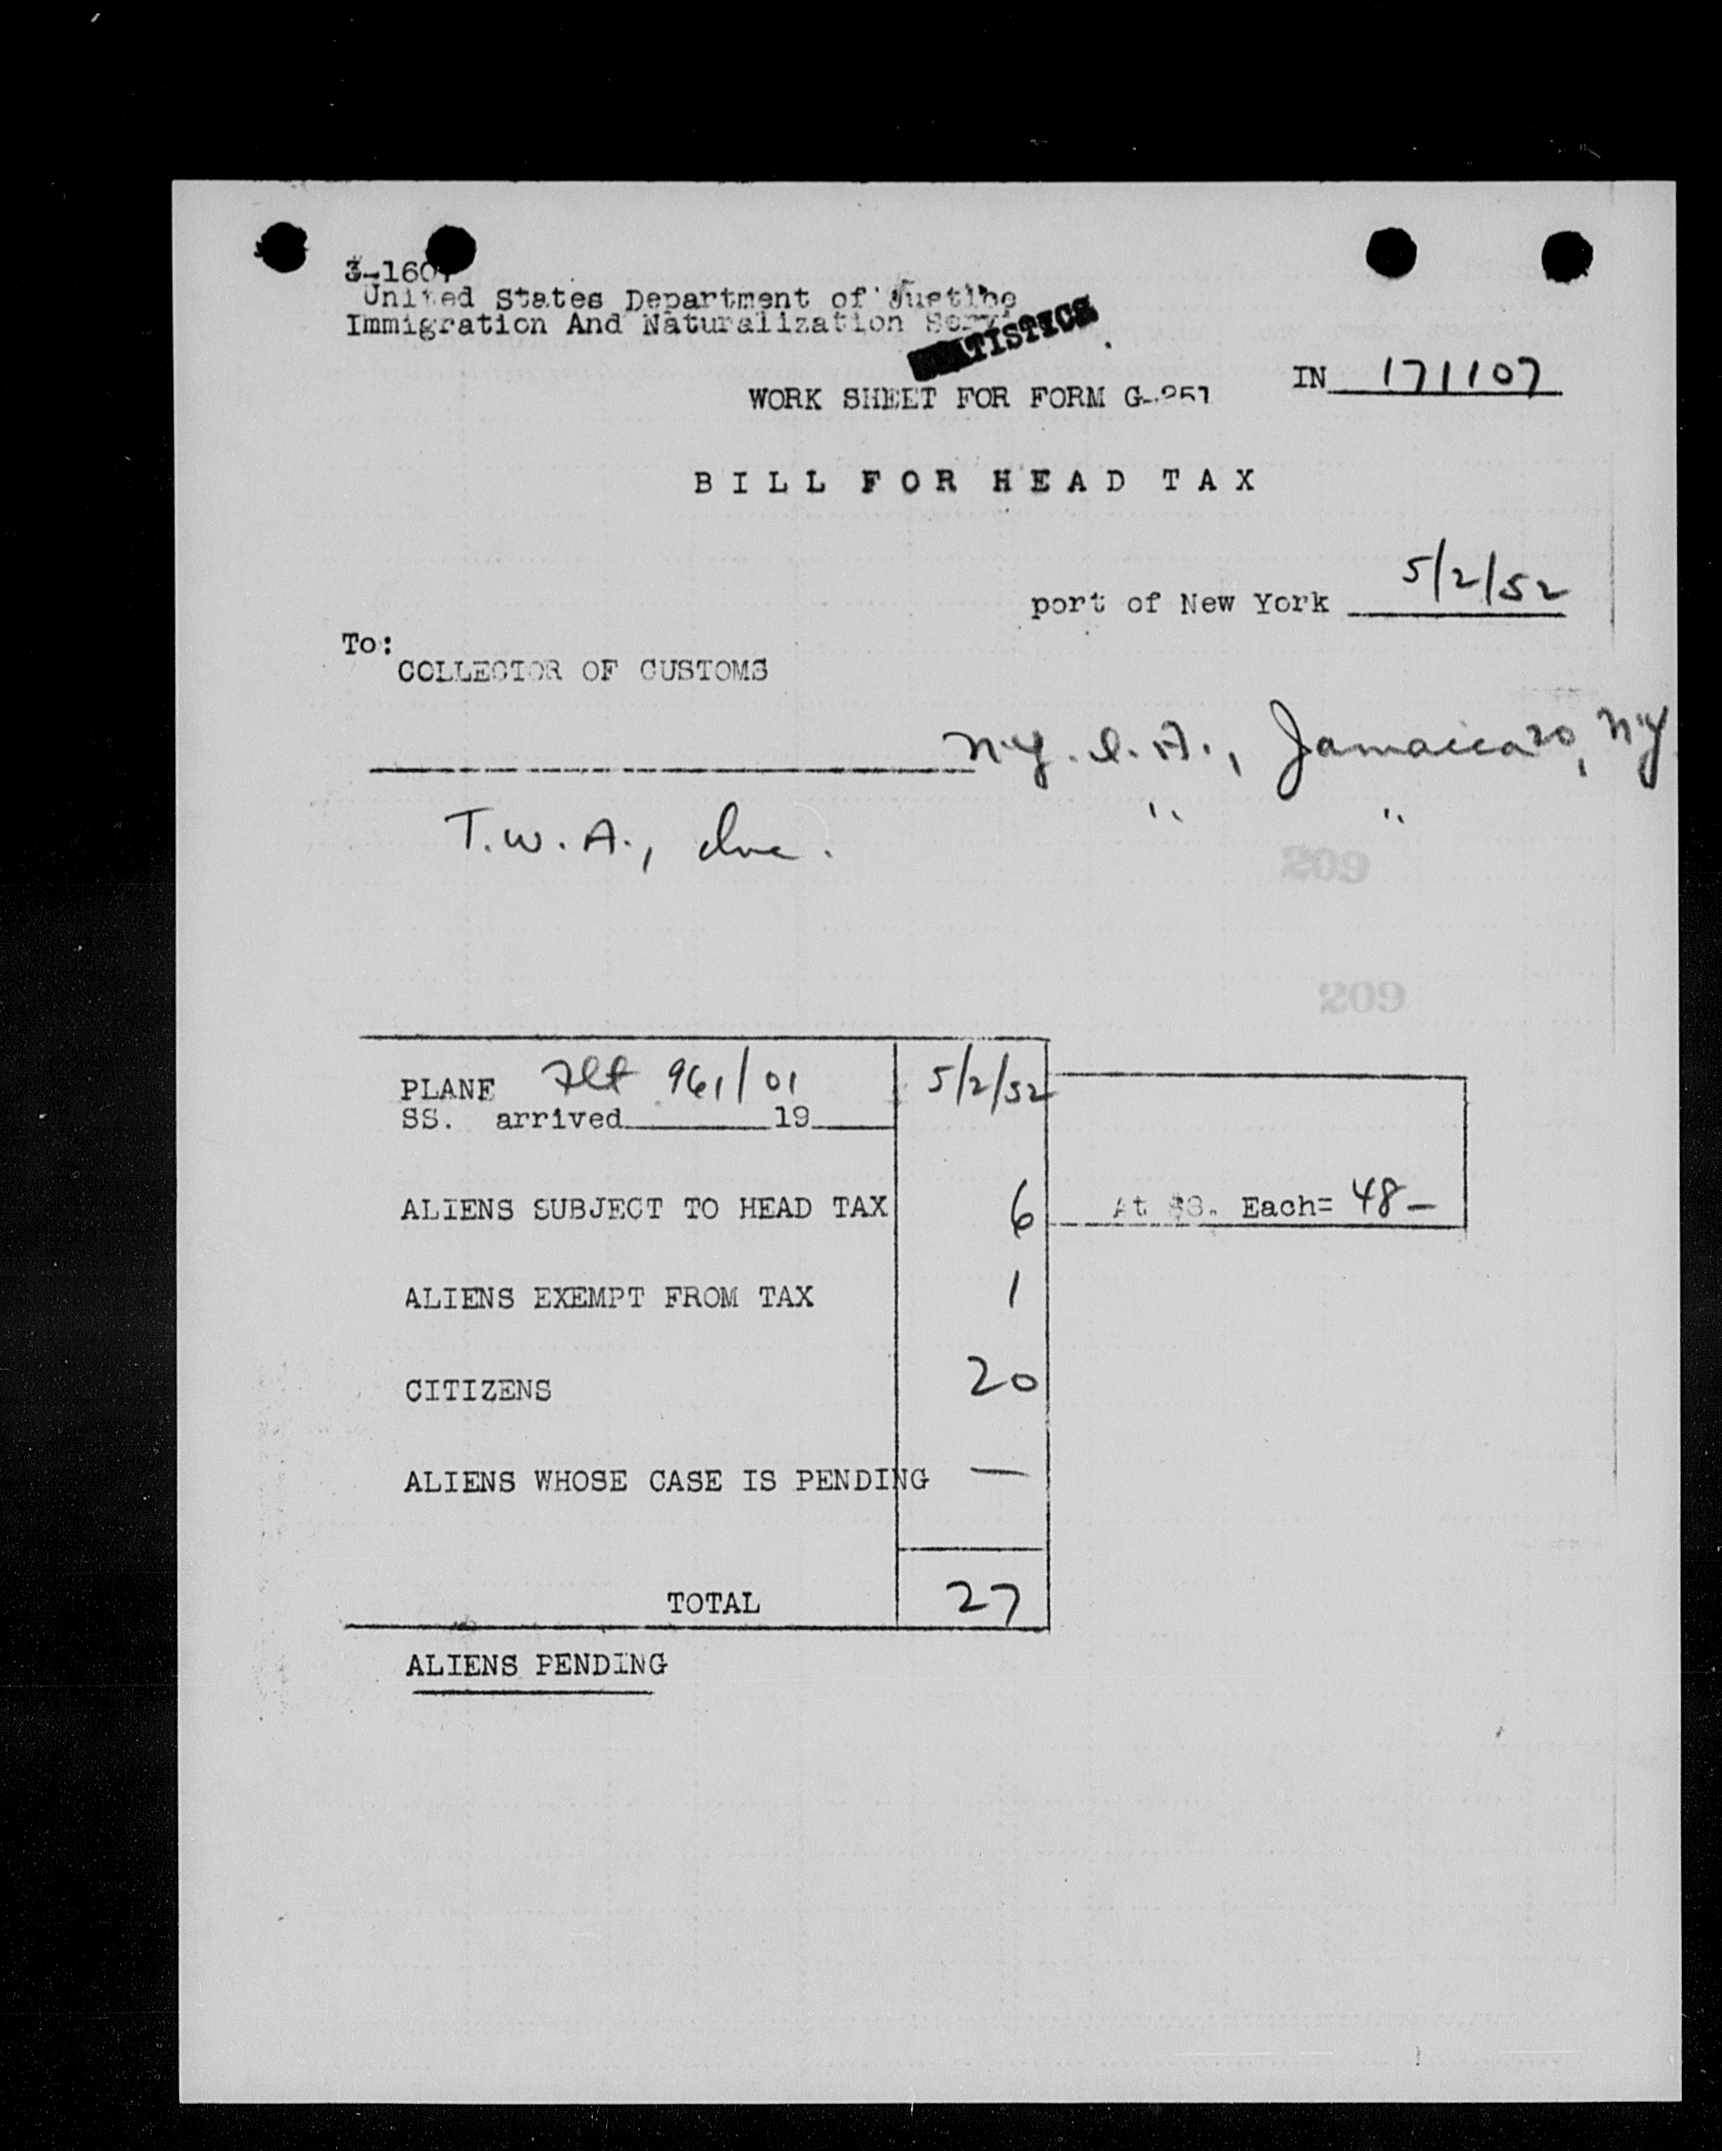 3-1607
United States Department of Justice
Immigration And Naturalization
STATISTICS
WORK SHEET FOR FORM G-251
IN 171107
BILL FOR HEAD TAX
port of New York 5/2/52
To:
COLLECTOR OF CUSTOMS
N.Y. I. A., Jamaica 30, NY
T. W. A., Inc. " "
209
209
PLANE Flt 961/01 5/2/52
SS. arrived 19
ALIENS SUBJECT TO HEAD TAX 6 At $8. Each= 48-
ALIENS EXEMPT FROM TAX 1
CITIZENS 20
ALIENS WHOSE CASE IS PENDING —
TOTAL 27
ALIENS PENDING